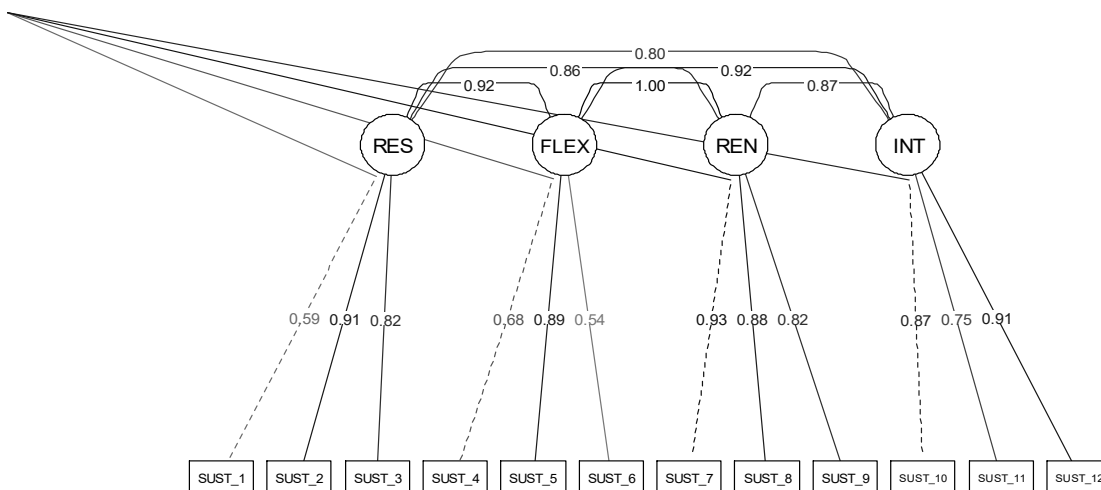 0.80
0.86 0.92
0.92 1.00 0.87
RES FLEX REN INT
0.59 0.91 0.82 0.68 0.89 0.54 0.93 0.88 0.82 0.87 0.75 0.91
SUST_1 SUST_2 SUST_3 SUST_4 SUST_5 SUST_6 SUST_7 SUST_8 SUST_9 SUST_10 SUST_11 SUST_12